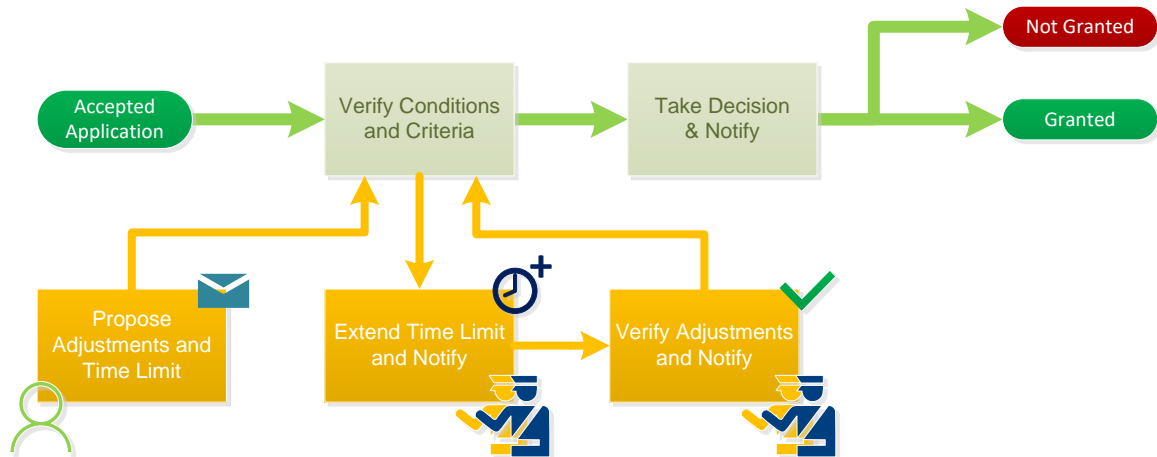 Not Granted
Accepted
Application
Verify Conditions
and Criteria
Take Decision
& Notify
Granted
Propose
Adjustments and
Time Limit
Extend Time Limit
and Notify
Verify Adjustments
and Notify